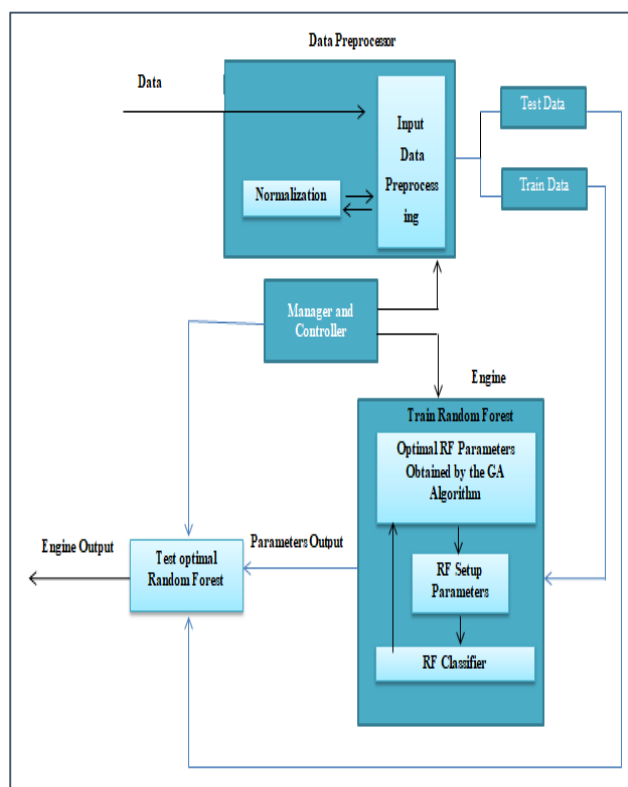 Data Preprocessor
Data
Input
Data
Preprocess
ing
Normalization
Test Data
Train Data
Manager and
Controller
Engine
Train Random Forest
Optimal RF Parameters
Obtained by the GA
Algorithm
RF Setup
Parameters
RF Classifier
Parameters Output
Test optimal
Random Forest
Engine Output